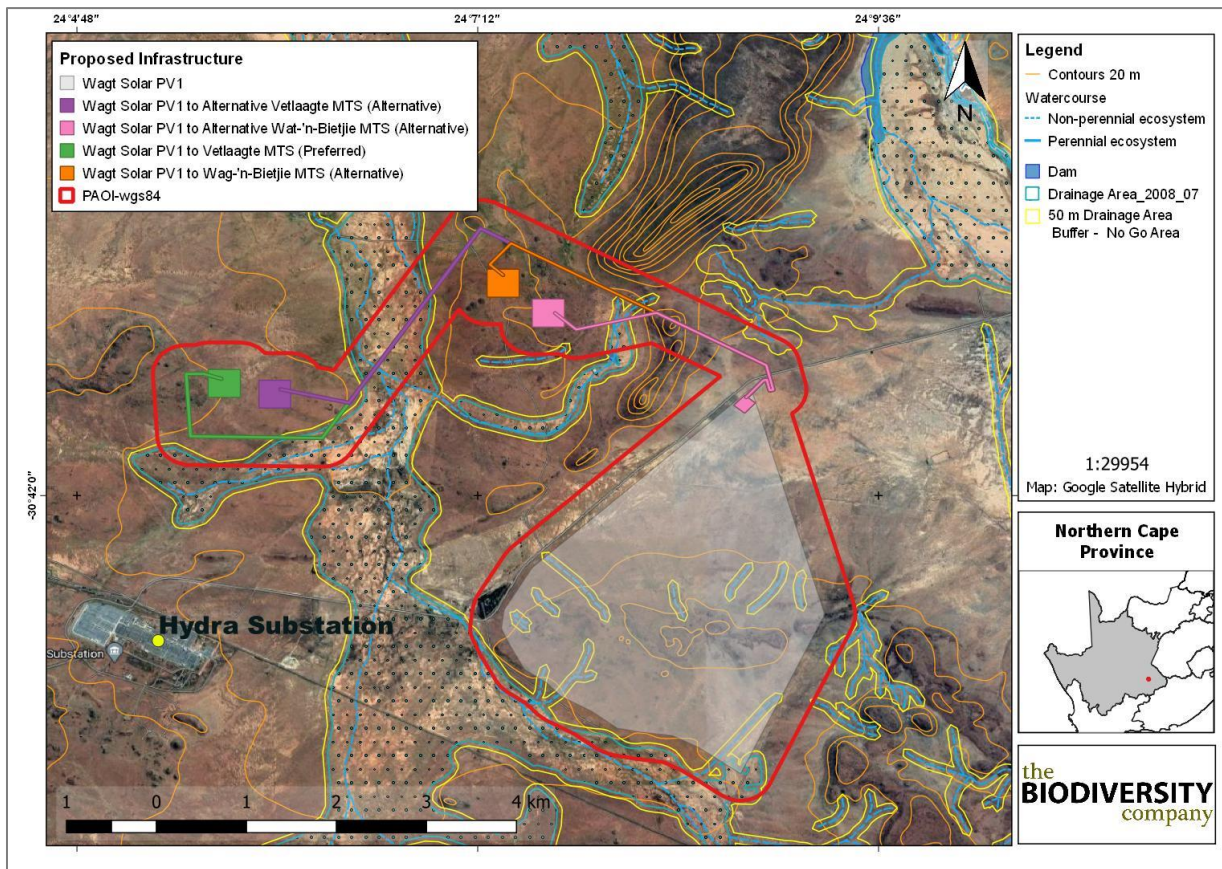 24°4'48"
24°7'12"
24°9'36"
Proposed Infrastructure
Wagt Solar PV1
Wagt Solar PV1 to Alternative Vetlaagte MTS (Alternative)
Wagt Solar PV1 to Alternative Wat-'n-Bietjie MTS (Alternative)
Wagt Solar PV1 to Vetlaagte MTS (Preferred)
Wagt Solar PV1 to Wag-'n-Bietjie MTS (Alternative)
PAOI-wgs84
N
-30°42'0"
Hydra Substation
Substation
1 0 1 2 3 4 km
Legend
Contours 20 m
Watercourse
Non-perennial ecosystem
Perennial ecosystem
Dam
Drainage Area_2008_07
50 m Drainage Area
Buffer - No Go Area
1:29954
Map: Google Satellite Hybrid
Northern Cape
Province
the
BIODIVERSITY
company